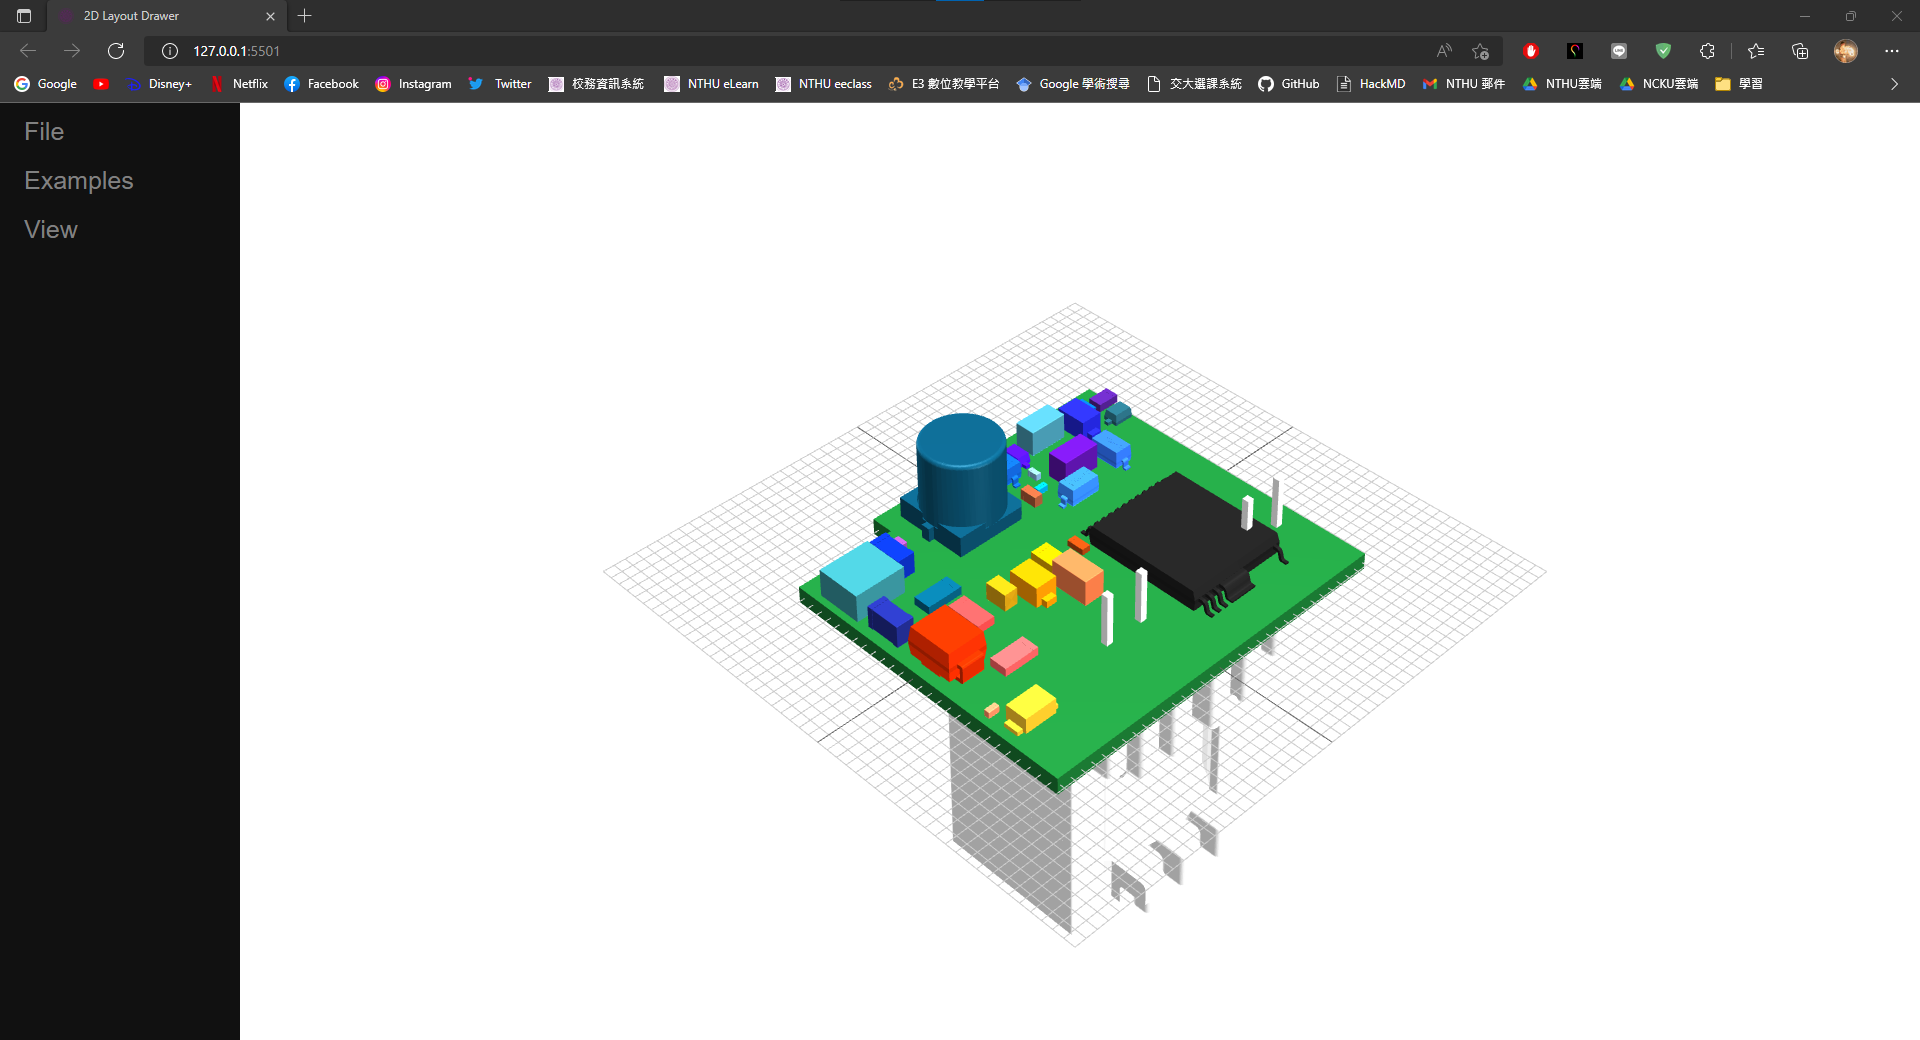 2D Layout Drawer
127.0.0.1:5501
Google Disney+ Netflix Facebook Instagram Twitter 校務資訊系統 NTHU eLearn NTHU eeclass E3 數位教學平台 Google 學術搜尋 交大選課系統 GitHub HackMD NTHU 郵件 NTHU雲端 NCKU雲端 學習
File
Examples
View